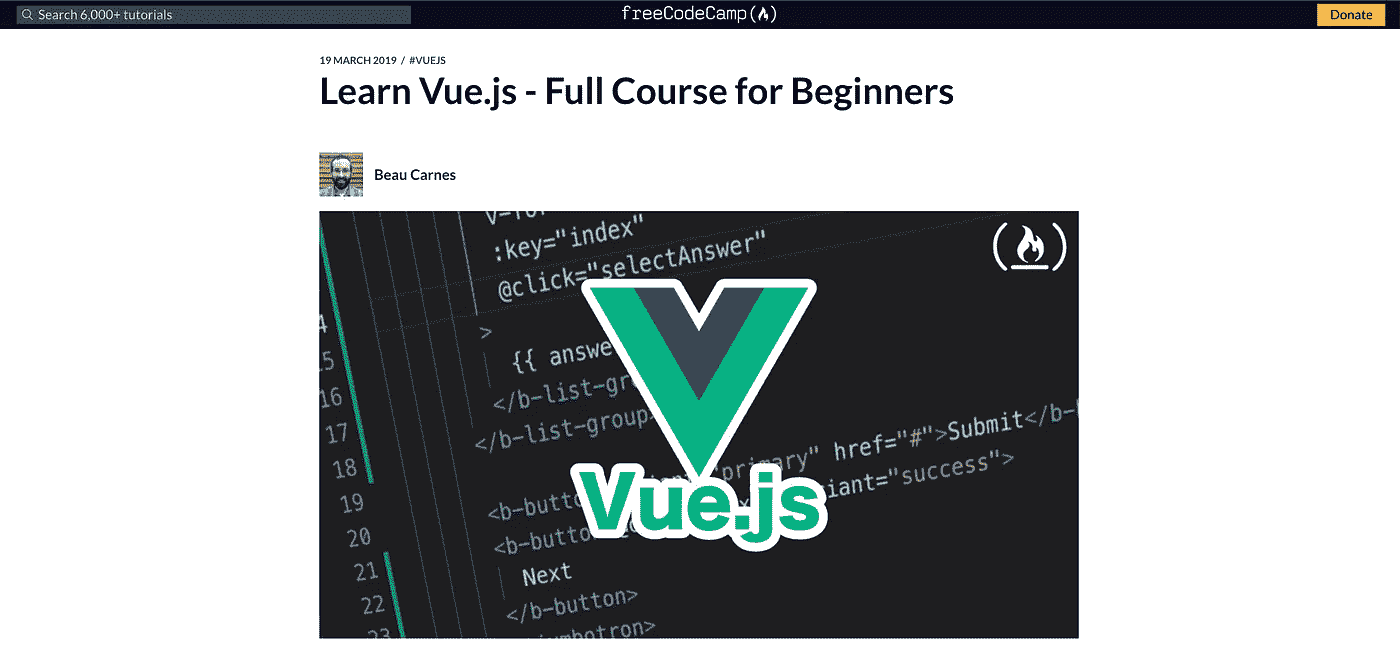 Search 6,000+ tutorials
freeCodeCamp
Donate
19 MARCH 2019 / #VUEJS
Learn Vue.js - Full Course for Beginners
Beau Carnes
:key="index"
@click="selectAnswer"
>
{{ answe
</b-list-gr
</b-list-group>
primary" href="#">Submit</b-
<b-butto
iant="success">
<b-butto
Next
</b-button>
15
16
17
18
19
20
21
22
23
Vue.js